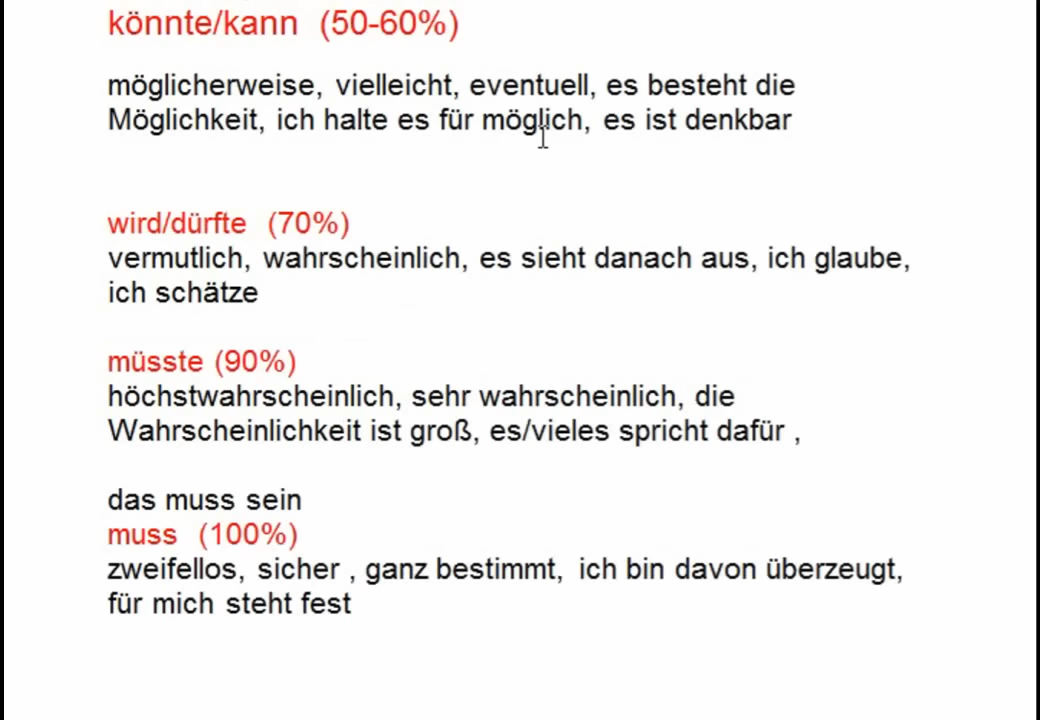 könnte/kann (50-60%)
möglicherweise, vielleicht, eventuell, es besteht die
Möglichkeit, ich halte es für möglich, es ist denkbar
wird/dürfte (70%)
vermutlich, wahrscheinlich, es sieht danach aus, ich glaube,
ich schätze
müsste (90%)
höchstwahrscheinlich, sehr wahrscheinlich, die
Wahrscheinlichkeit ist groß, es/vieles spricht dafür ,
das muss sein
muss (100%)
zweifellos, sicher , ganz bestimmt, ich bin davon überzeugt,
für mich steht fest